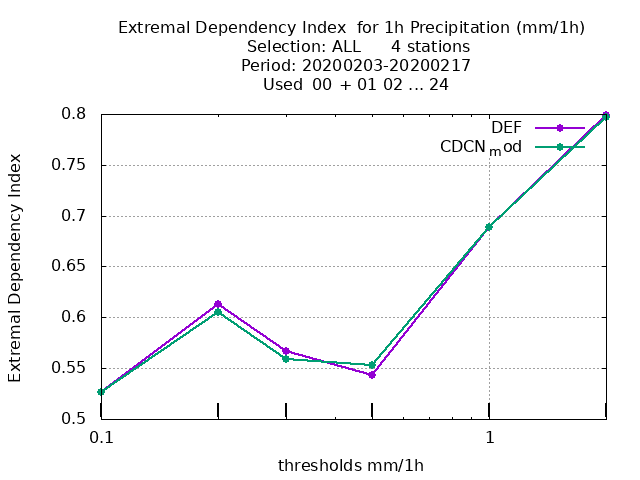 Extremal Dependency Index  for 1h Precipitation (mm/1h)
Selection: ALL      4 stations
Period: 20200203-20200217
Used  00 + 01 02 ... 24
DEF
CDCN_mod
Extremal Dependency Index
0.8
0.75
0.7
0.65
0.6
0.55
0.5
0.1
1
thresholds mm/1h